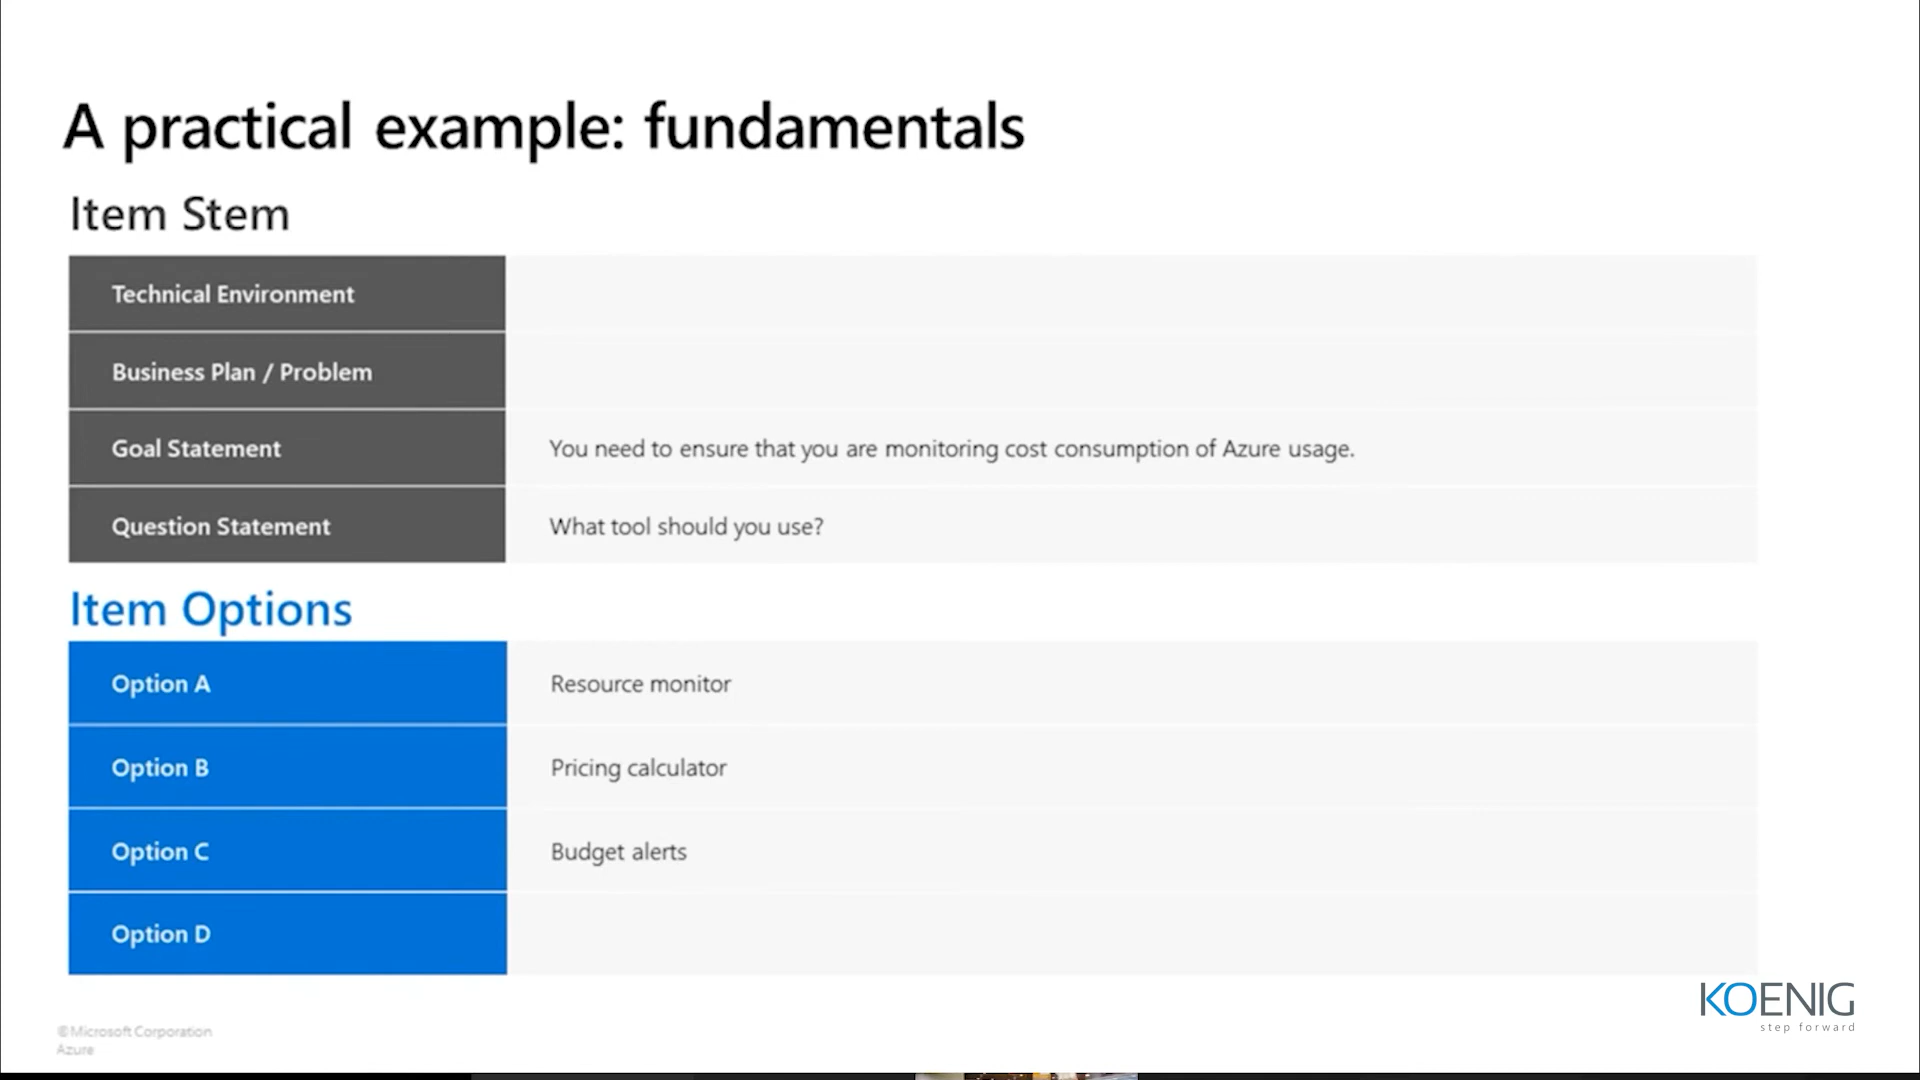 A practical example: fundamentals
Item Stem
Technical Environment
Business Plan / Problem
Goal Statement You need to ensure that you are monitoring cost consumption of Azure usage.
Question Statement What tool should you use?
Item Options
Option A Resource monitor
Option B Pricing calculator
Option C Budget alerts
Option D
KOENIG
step forward
©Microsoft Corporation
Azure